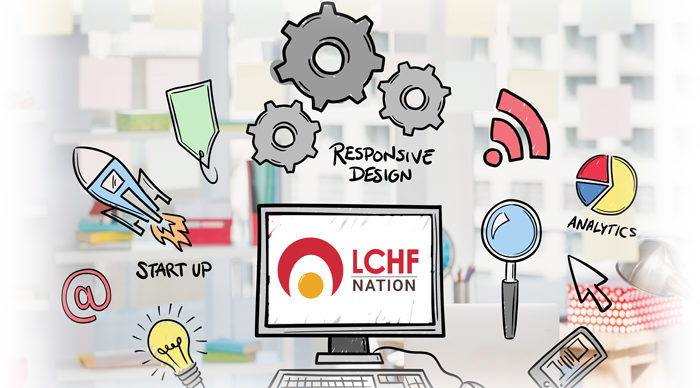 RESPONSIVE
DESIGN
ANALYTICS
START UP
@
LCHF
NATION